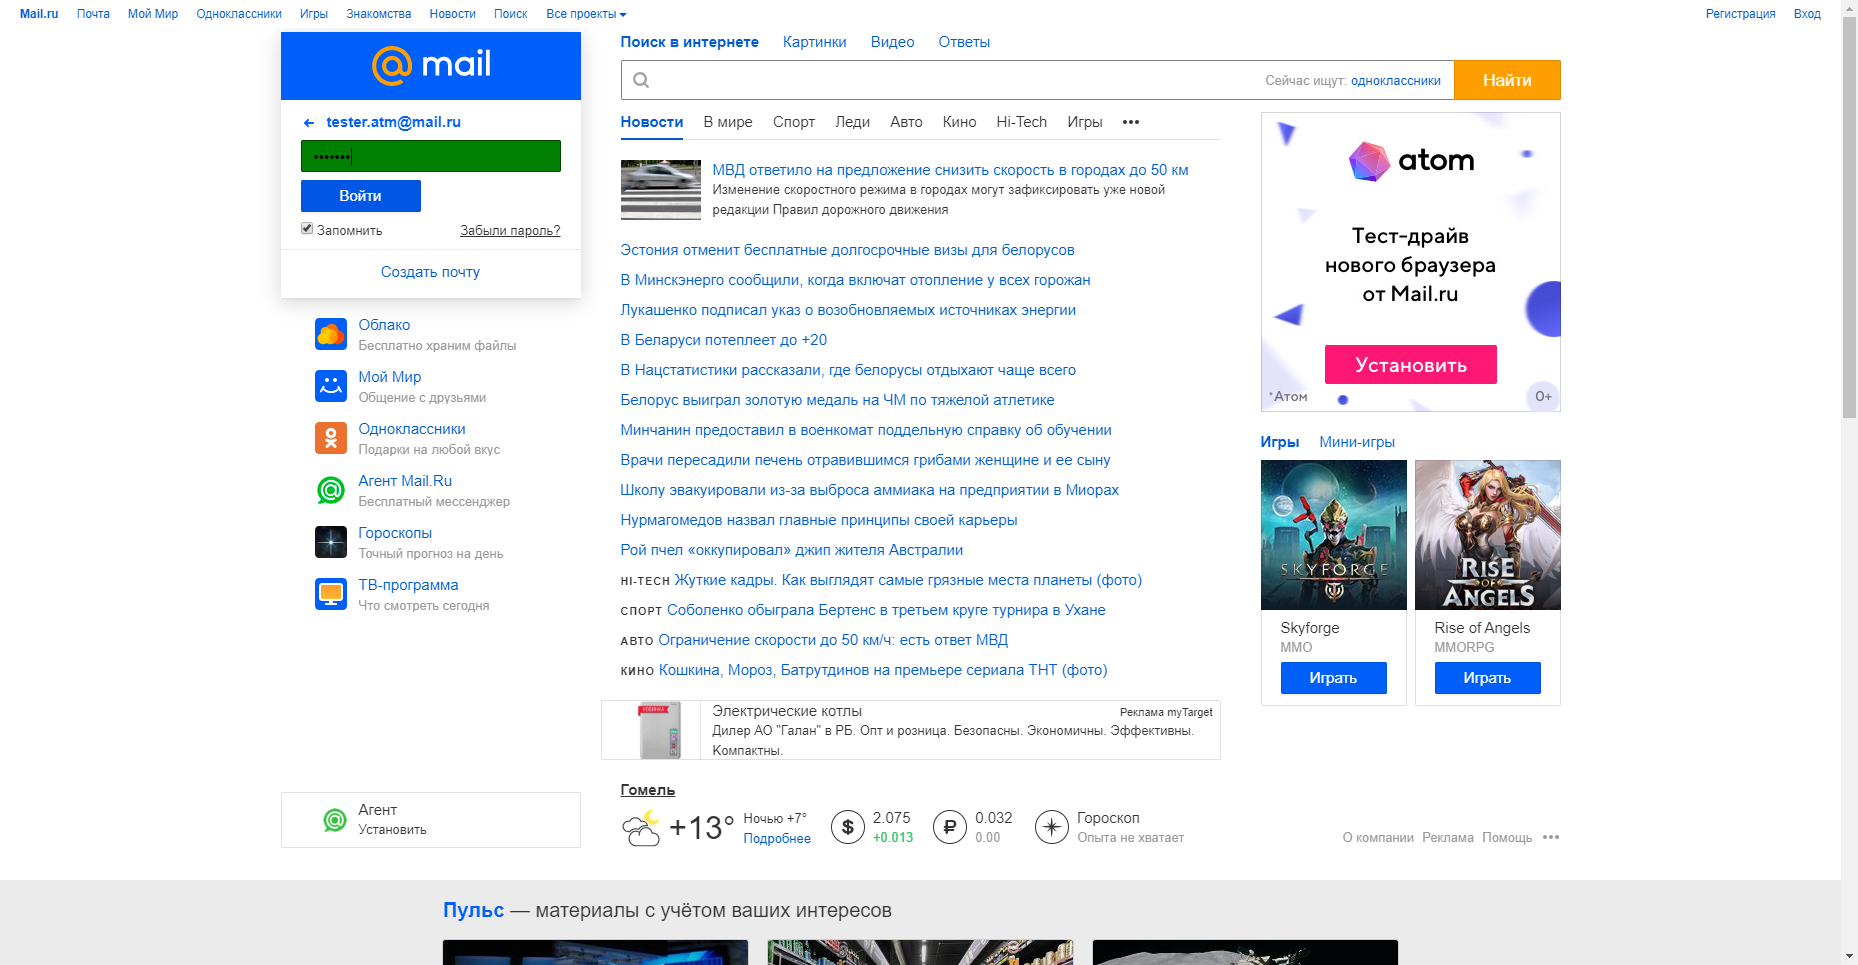 Mail.ru Почта Мой Мир Одноклассники Игры Знакомства Новости Поиск Все проекты Регистрация Вход
@mail
tester.atm@mail.ru
•••••••
Войти
Запомнить Забыли пароль?
Создать почту
Облако
Бесплатно храним файлы
Мой Мир
Общение с друзьями
Одноклассники
Подарки на любой вкус
Агент Mail.Ru
Бесплатный мессенджер
Гороскопы
Точный прогноз на день
ТВ-программа
Что смотреть сегодня
Агент
Установить
Поиск в интернете Картинки Видео Ответы
Сейчас ищут: одноклассники Найти
Новости В мире Спорт Леди Авто Кино Hi-Tech Игры •••
МВД ответило на предложение снизить скорость в городах до 50 км
Изменение скоростного режима в городах могут зафиксировать уже новой
редакции Правил дорожного движения
Эстония отменит бесплатные долгосрочные визы для белорусов
В Минскэнерго сообщили, когда включат отопление у всех горожан
Лукашенко подписал указ о возобновляемых источниках энергии
В Беларуси потеплеет до +20
В Нацстатистики рассказали, где белорусы отдыхают чаще всего
Белорус выиграл золотую медаль на ЧМ по тяжелой атлетике
Минчанин предоставил в военкомат поддельную справку об обучении
Врачи пересадили печень отравившимся грибами женщине и ее сыну
Школу эвакуировали из-за выброса аммиака на предприятии в Миорах
Нурмагомедов назвал главные принципы своей карьеры
Рой пчел «оккупировал» джип жителя Австралии
HI-TECH Жуткие кадры. Как выглядят самые грязные места планеты (фото)
СПОРТ Соболенко обыграла Бертенс в третьем круге турнира в Ухане
АВТО Ограничение скорости до 50 км/ч: есть ответ МВД
КИНО Кошкина, Мороз, Батрутдинов на премьере сериала ТНТ (фото)
НОВИНКА
Электрические котлы Реклама myTarget
Дилер АО "Галан" в РБ. Опт и розница. Безопасны. Экономичны. Эффективны.
Компактны.
Гомель
+13° Ночью +7° Подробнее
$ 2.075 +0.013
₽ 0.032 0.00
Гороскоп
Опыта не хватает
atom
Тест-драйв
нового браузера
от Mail.ru
Установить
*Атом 0+
Игры Мини-игры
SKYFORGE
RISE
OF
ANGELS
Skyforge
MMO
Играть
Rise of Angels
MMORPG
Играть
О компании Реклама Помощь •••
Пульс — материалы с учётом ваших интересов